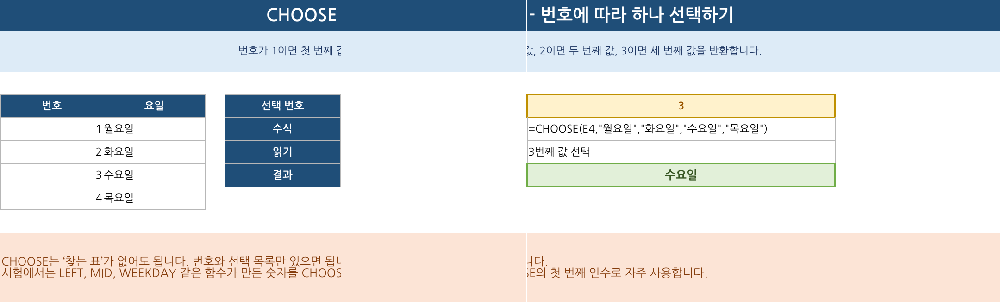 CHOOSE - 번호에 따라 하나 선택하기
번호가 1이면 첫 번째 값, 2이면 두 번째 값, 3이면 세 번째 값을 반환합니다.
번호 요일 선택 번호 3
1 월요일 수식 =CHOOSE(E4,"월요일","화요일","수요일","목요일")
2 화요일 읽기 3번째 값 선택
3 수요일 결과 수요일
4 목요일
CHOOSE는 ‘찾는 표’가 없어도 됩니다. 번호와 선택 목록만 있으면 됩니다.
시험에서는 LEFT, MID, WEEKDAY 같은 함수가 만든 숫자를 CHOOSE의 첫 번째 인수로 자주 사용합니다.